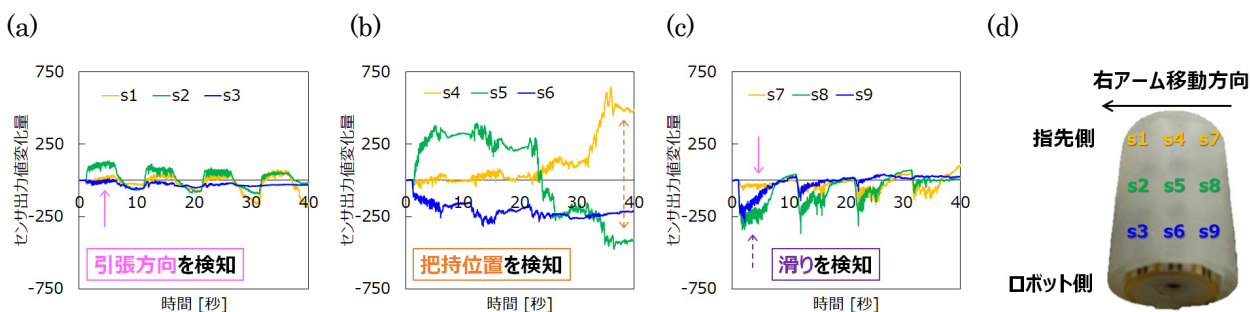 (a)
750
s1 s2 s3
250
0
0 10 20 30 40
-250
-750
センサ出力値変化量
引張方向を検知
時間 [秒]
(b)
750
s4 s5 s6
250
0
0 10 20 30 40
-250
-750
センサ出力値変化量
把持位置を検知
時間 [秒]
(c)
750
s7 s8 s9
250
0
0 10 20 30 40
-250
-750
センサ出力値変化量
滑りを検知
時間 [秒]
(d)
右アーム移動方向
指先側
s1 s4 s7
s2 s5 s8
s3 s6 s9
ロボット側